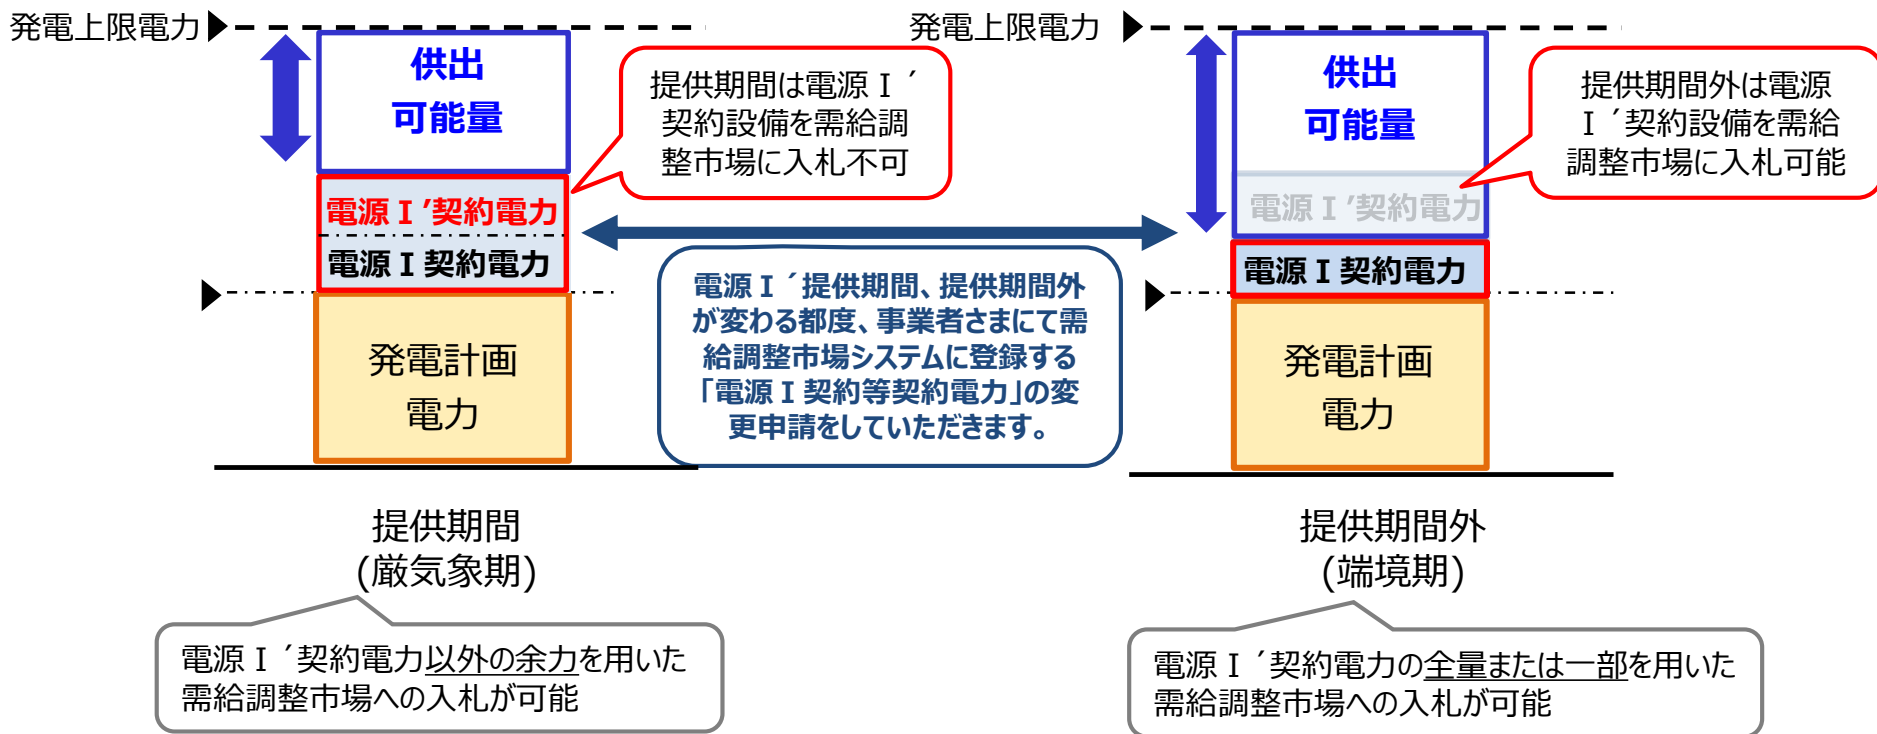 発電上限電力
供出
可能量
提供期間は電源Ⅰ´
契約設備を需給調
整市場に入札不可
電源Ⅰ′契約電力
電源Ⅰ契約電力
発電計画
電力
提供期間
(厳気象期)
電源Ⅰ´契約電力以外の余力を用いた
需給調整市場への入札が可能
電源Ⅰ´提供期間、提供期間外
が変わる都度、事業者さまにて需
給調整市場システムに登録する
「電源Ⅰ契約等契約電力」の変
更申請をしていただきます。
発電上限電力
供出
可能量
提供期間外は電源
Ⅰ´契約設備を需給
調整市場に入札可能
電源Ⅰ′契約電力
電源Ⅰ契約電力
発電計画
電力
提供期間外
(端境期)
電源Ⅰ´契約電力の全量または一部を用いた
需給調整市場への入札が可能